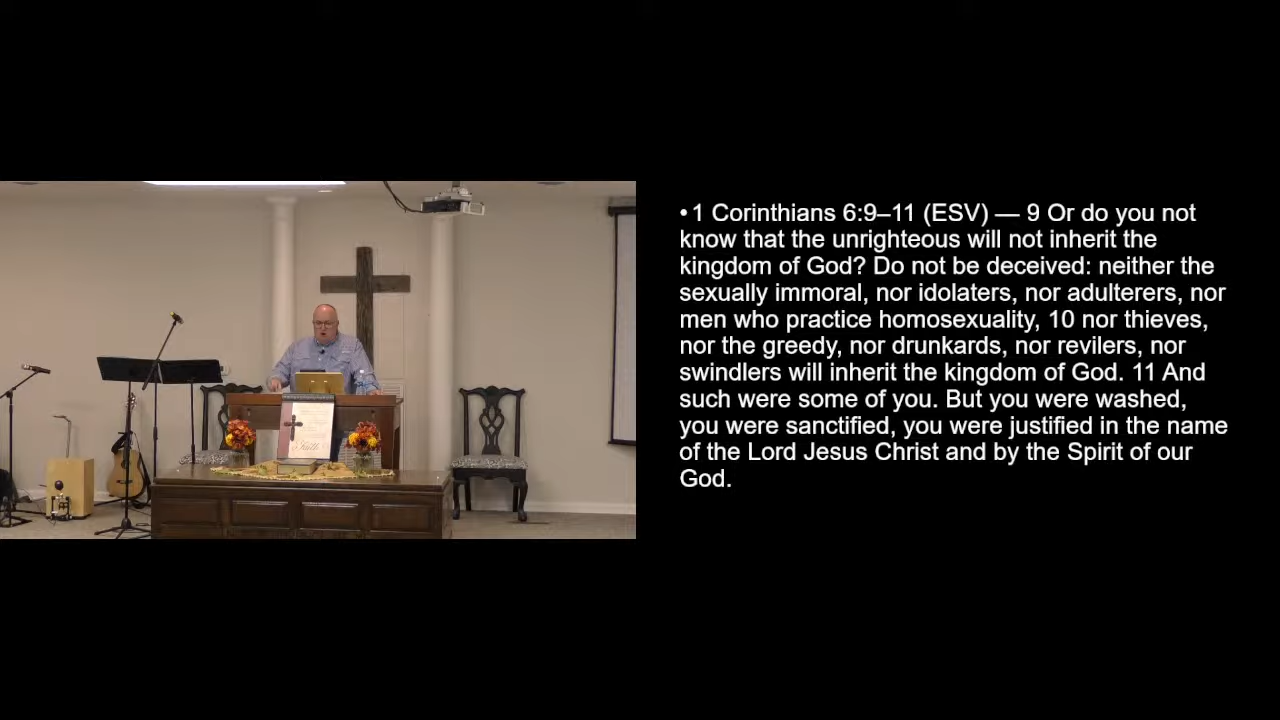 • 1 Corinthians 6:9–11 (ESV) — 9 Or do you not
know that the unrighteous will not inherit the
kingdom of God? Do not be deceived: neither the
sexually immoral, nor idolaters, nor adulterers, nor
men who practice homosexuality, 10 nor thieves,
nor the greedy, nor drunkards, nor revilers, nor
swindlers will inherit the kingdom of God. 11 And
such were some of you. But you were washed,
you were sanctified, you were justified in the name
of the Lord Jesus Christ and by the Spirit of our
God.
Faith